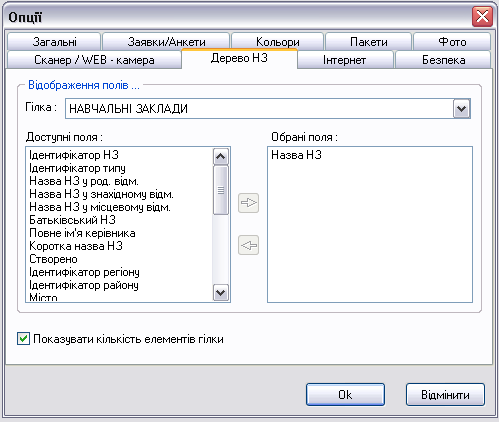 Опції
Загальні Заявки/Анкети Кольори Пакети Фото
Сканер / WEB - камера Дерево НЗ Інтернет Безпека
Відображення полів ...
Гілка : НАВЧАЛЬНІ ЗАКЛАДИ
Доступні поля :
Ідентифікатор НЗ
Ідентифікатор типу
Назва НЗ у род. відм.
Назва НЗ у знахідному відм.
Назва НЗ у місцевому відм.
Батьківський НЗ
Повне ім'я керівника
Коротка назва НЗ
Створено
Ідентифікатор регіону
Ідентифікатор району
Місто
Обрані поля :
Назва НЗ
Показувати кількість елементів гілки
Ok Відмінити